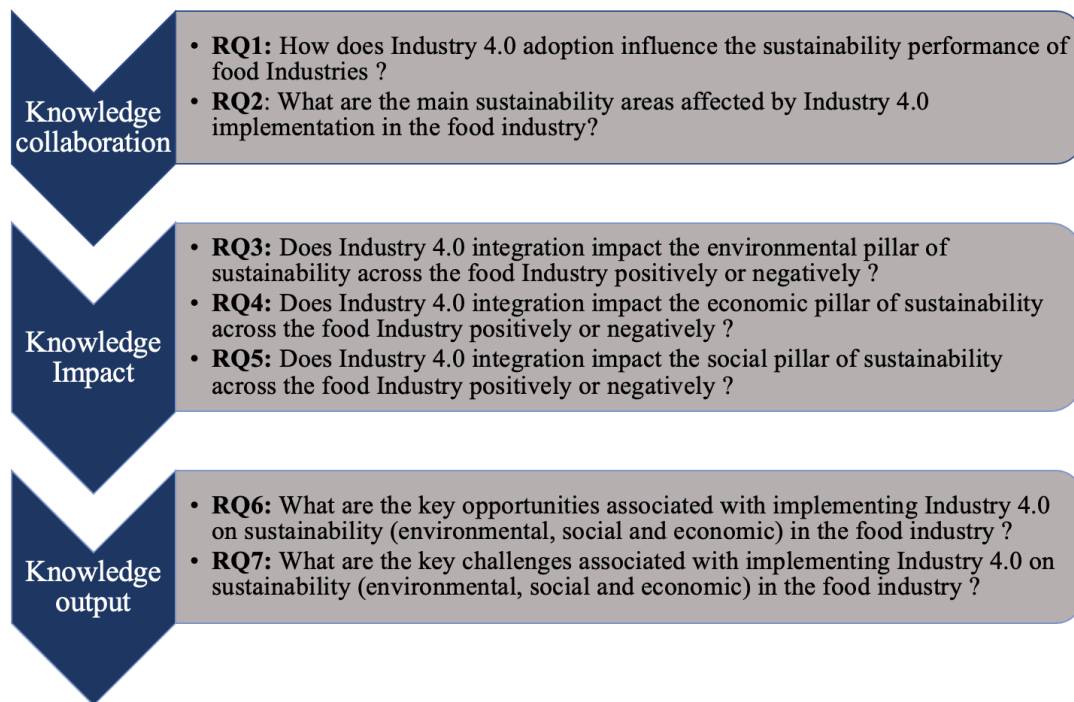 Knowledge
collaboration
• RQ1: How does Industry 4.0 adoption influence the sustainability performance of
food Industries ?
• RQ2: What are the main sustainability areas affected by Industry 4.0
implementation in the food industry?
Knowledge
Impact
• RQ3: Does Industry 4.0 integration impact the environmental pillar of
sustainability across the food Industry positively or negatively ?
• RQ4: Does Industry 4.0 integration impact the economic pillar of sustainability
across the food Industry positively or negatively ?
• RQ5: Does Industry 4.0 integration impact the social pillar of sustainability
across the food Industry positively or negatively ?
Knowledge
output
• RQ6: What are the key opportunities associated with implementing Industry 4.0
on sustainability (environmental, social and economic) in the food industry ?
• RQ7: What are the key challenges associated with implementing Industry 4.0 on
sustainability (environmental, social and economic) in the food industry ?